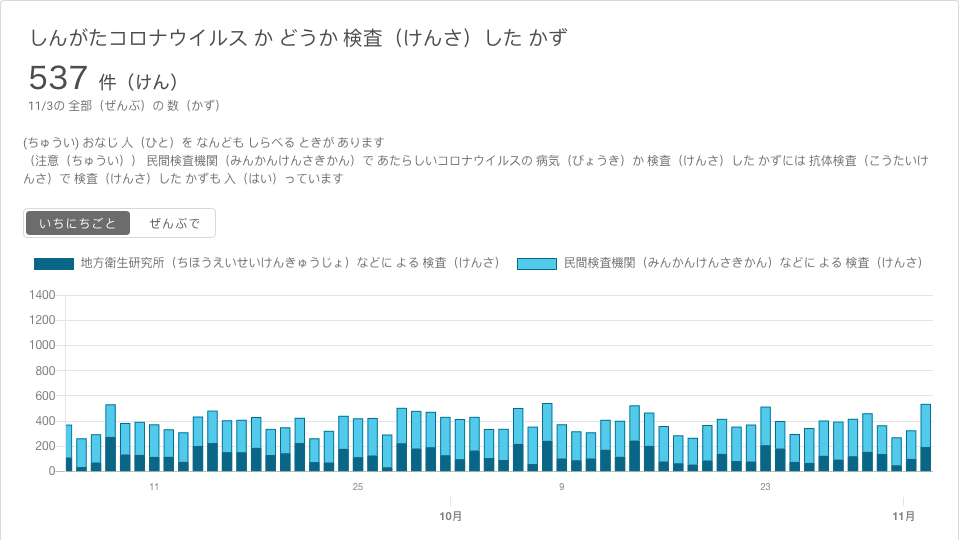 しんがたコロナウイルス か どうか 検査（けんさ）した かず
537 件（けん）
11/3の 全部（ぜんぶ）の 数（かず）
(ちゅうい) おなじ 人（ひと）を なんども しらべる ときが あります
（注意（ちゅうい）） 民間検査機関（みんかんけんさきかん）で あたらしいコロナウイルスの 病気（びょうき）か 検査（けんさ）した かずには 抗体検査（こうたいけ
んさ）で 検査（けんさ）した かずも 入（はい）っています
いちにちごと ぜんぶで
地方衛生研究所（ちほうえいせいけんきゅうじょ）などに よる 検査（けんさ） 民間検査機関（みんかんけんさきかん）などに よる 検査（けんさ）
1400
1200
1000
800
600
400
200
0
11 25 9 23
10月 11月